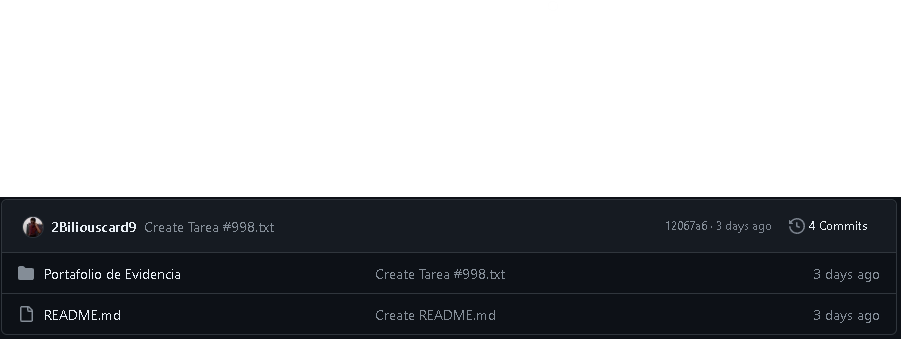 2Biliouscard9 Create Tarea #998.txt 12067a6 · 3 days ago 4 Commits
Portafolio de Evidencia Create Tarea #998.txt 3 days ago
README.md Create README.md 3 days ago